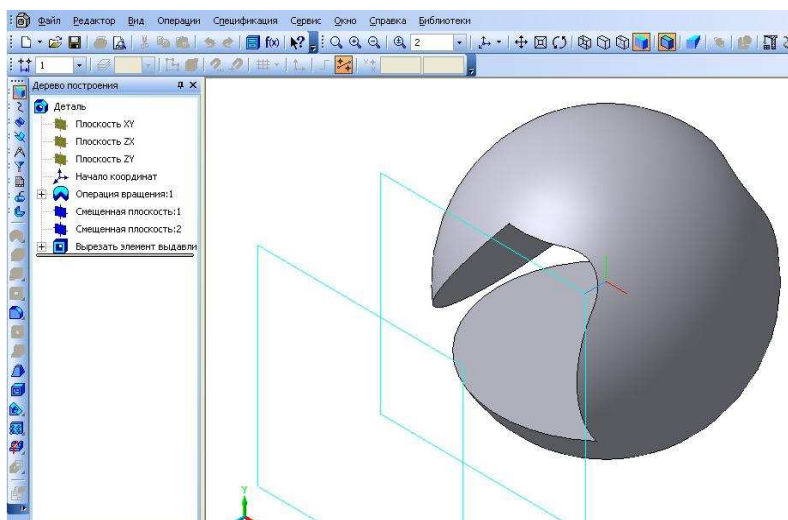 Файл Редактор Вид Операции Спецификация Сервис Окно Справка Библиотеки
f(x) 2
1
Дерево построения
Деталь
Плоскость XY
Плоскость ZX
Плоскость ZY
Начало координат
Операция вращения:1
Смещенная плоскость:1
Смещенная плоскость:2
Вырезать элемент выдавли
Y